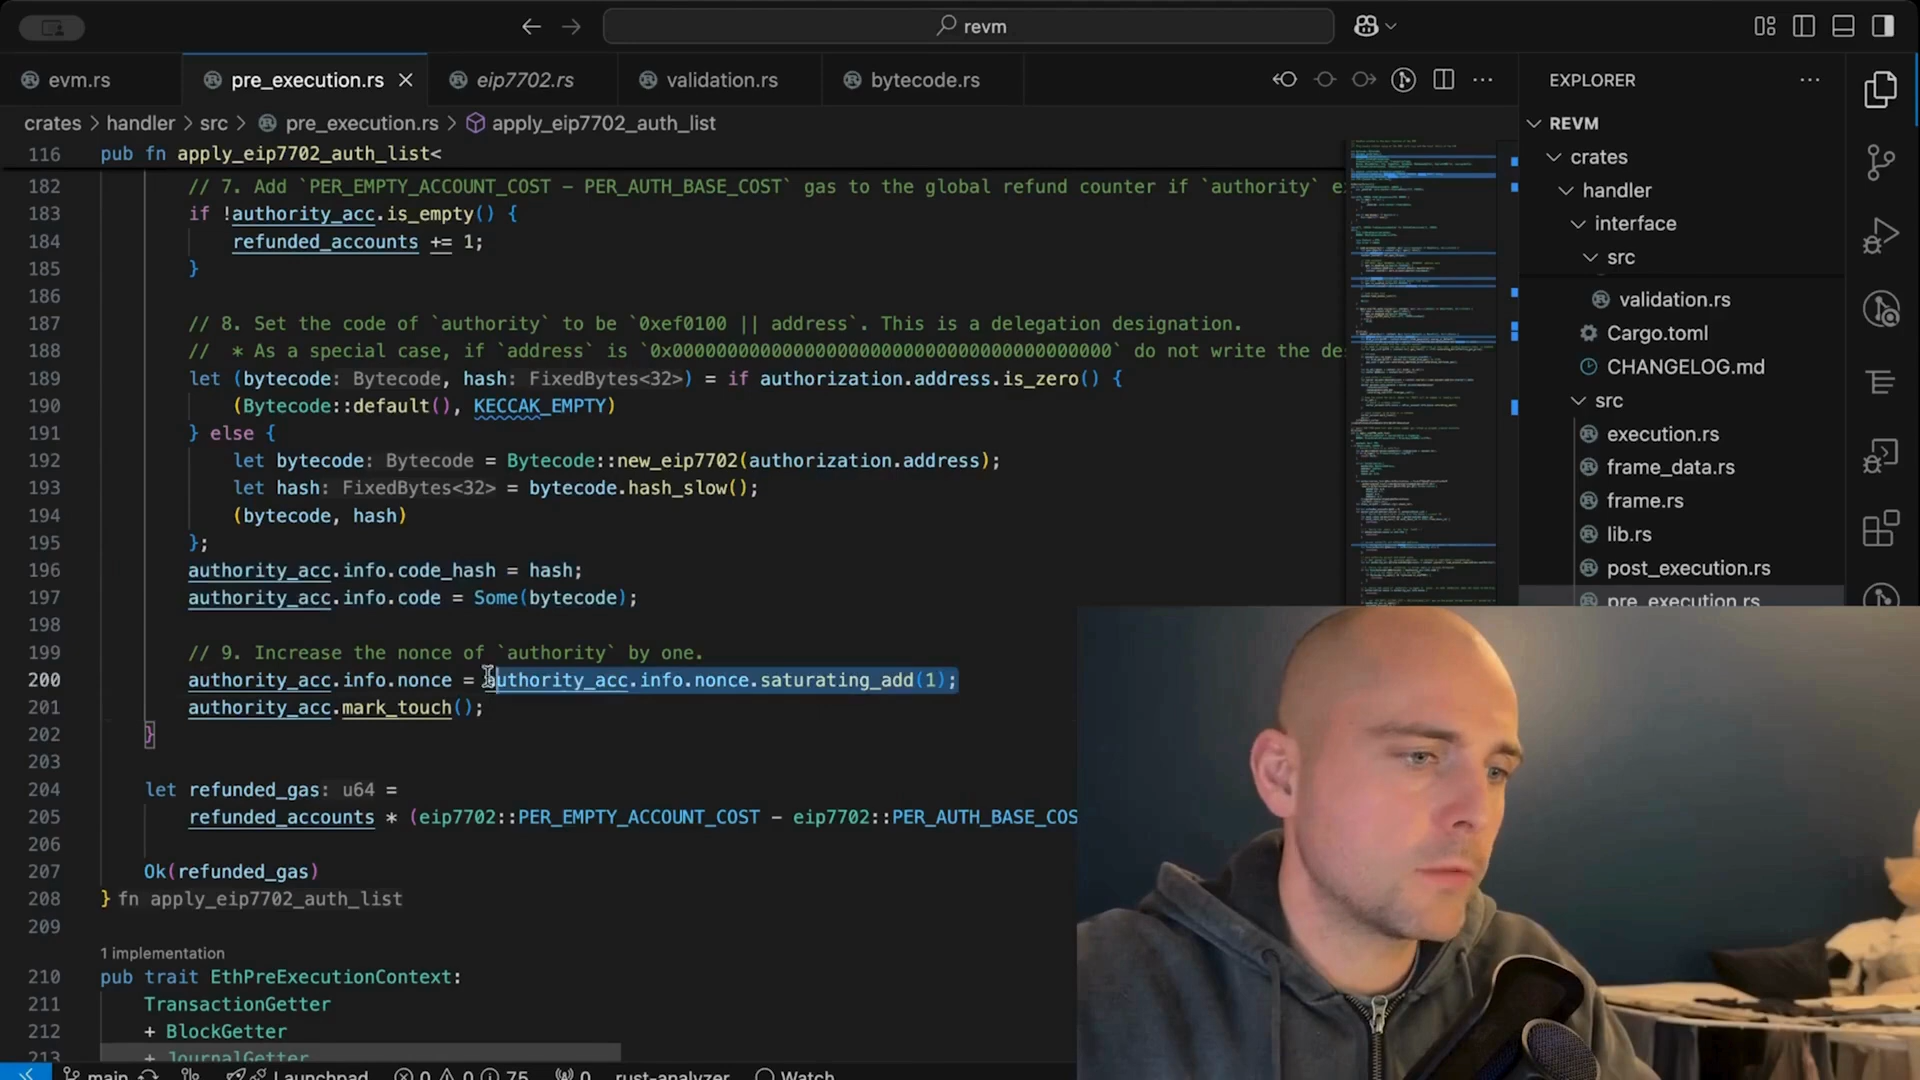 revm
evm.rs
pre_execution.rs
eip7702.rs
validation.rs
bytecode.rs
EXPLORER
crates > handler > src > pre_execution.rs > apply_eip7702_auth_list
REVM
116 pub fn apply_eip7702_auth_list<
crates
182 // 7. Add `PER_EMPTY_ACCOUNT_COST - PER_AUTH_BASE_COST` gas to the global refund counter if `authority` e
handler
183 if !authority_acc.is_empty() {
interface
184 refunded_accounts += 1;
src
185 }
validation.rs
186
Cargo.toml
187 // 8. Set the code of `authority` to be `0xef0100 || address`. This is a delegation designation.
CHANGELOG.md
188 // * As a special case, if `address` is `0x0000000000000000000000000000000000000000` do not write the de
src
189 let (bytecode: Bytecode, hash: FixedBytes<32>) = if authorization.address.is_zero() {
execution.rs
190 (Bytecode::default(), KECCAK_EMPTY)
frame_data.rs
191 } else {
frame.rs
192 let bytecode: Bytecode = Bytecode::new_eip7702(authorization.address);
lib.rs
193 let hash: FixedBytes<32> = bytecode.hash_slow();
post_execution.rs
194 (bytecode, hash)
pre_execution.rs
195 };
196 authority_acc.info.code_hash = hash;
197 authority_acc.info.code = Some(bytecode);
198
199 // 9. Increase the nonce of `authority` by one.
200 authority_acc.info.nonce = authority_acc.info.nonce.saturating_add(1);
201 authority_acc.mark_touch();
202 }
203
204 let refunded_gas: u64 =
205 refunded_accounts * (eip7702::PER_EMPTY_ACCOUNT_COST - eip7702::PER_AUTH_BASE_COS
206
207 Ok(refunded_gas)
208 } fn apply_eip7702_auth_list
209
1 implementation
210 pub trait EthPreExecutionContext:
211 TransactionGetter
212 + BlockGetter
213 + JournalGetter
main Launchpad 0 0 75 0 rust-analyzer Watch